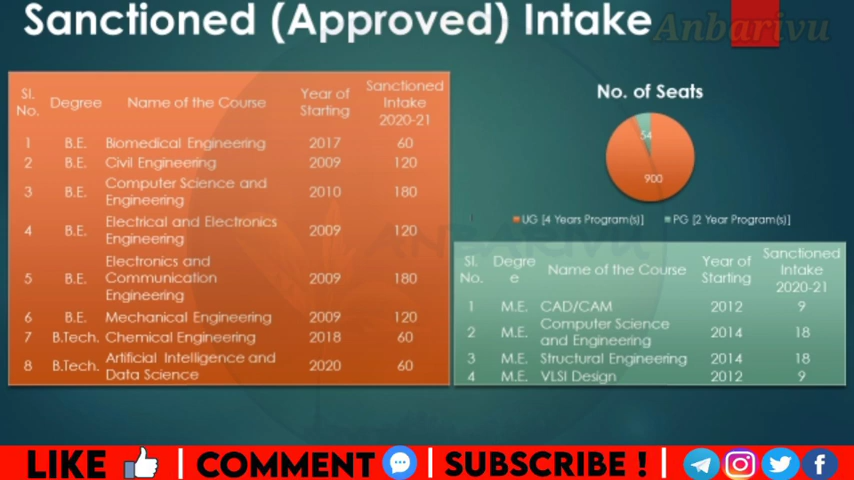 Sanctioned (Approved) Intake
Anbarivu
Sl. No. Degree Name of the Course Year of Starting Sanctioned Intake 2020-21
1 B.E. Biomedical Engineering 2017 60
2 B.E. Civil Engineering 2009 120
3 B.E. Computer Science and Engineering 2010 180
4 B.E. Electrical and Electronics Engineering 2009 120
5 B.E. Electronics and Communication Engineering 2009 180
6 B.E. Mechanical Engineering 2009 120
7 B.Tech. Chemical Engineering 2018 60
8 B.Tech. Artificial Intelligence and Data Science 2020 60
No. of Seats
54
900
UG [4 Years Program(s)] PG [2 Year Program(s)]
ANBARIVU
Sl. No. Degree Name of the Course Year of Starting Sanctioned Intake 2020-21
1 M.E. CAD/CAM 2012 9
2 M.E. Computer Science and Engineering 2014 18
3 M.E. Structural Engineering 2014 18
4 M.E. VLSI Design 2012 9
LIKE | COMMENT | SUBSCRIBE ! |